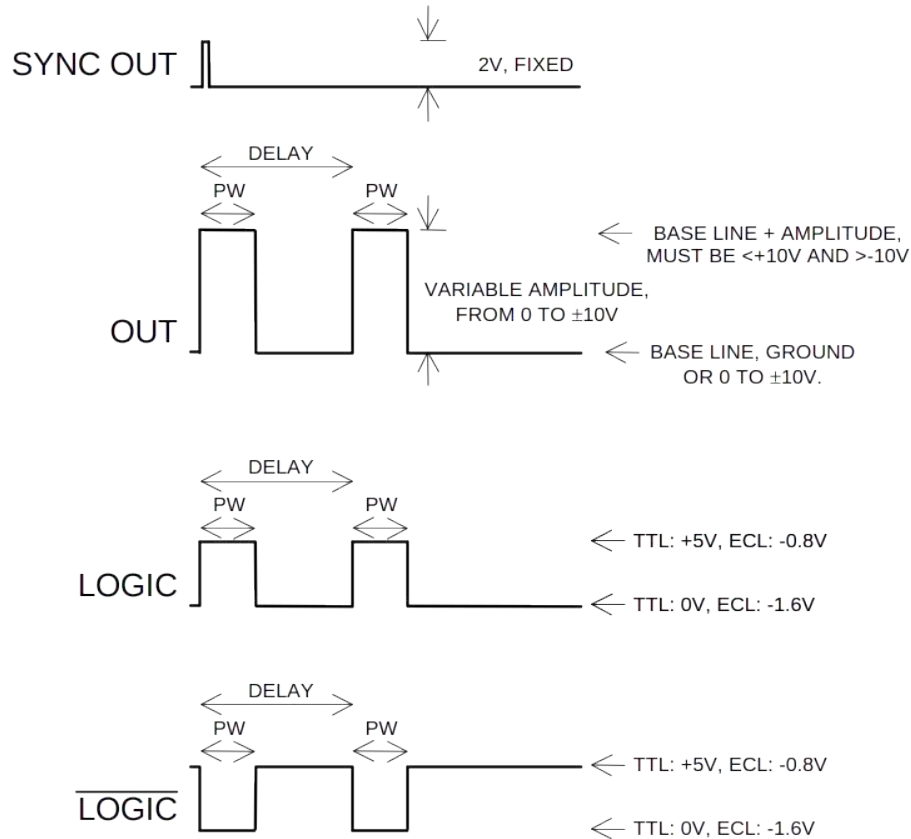 SYNC OUT
2V, FIXED
DELAY
PW
PW
BASE LINE + AMPLITUDE,
MUST BE <+10V AND >-10V
VARIABLE AMPLITUDE,
FROM 0 TO ±10V
OUT
BASE LINE, GROUND
OR 0 TO ±10V.
DELAY
PW
PW
TTL: +5V, ECL: -0.8V
LOGIC
TTL: 0V, ECL: -1.6V
DELAY
PW
PW
TTL: +5V, ECL: -0.8V
L̅O̅G̅I̅C̅
TTL: 0V, ECL: -1.6V